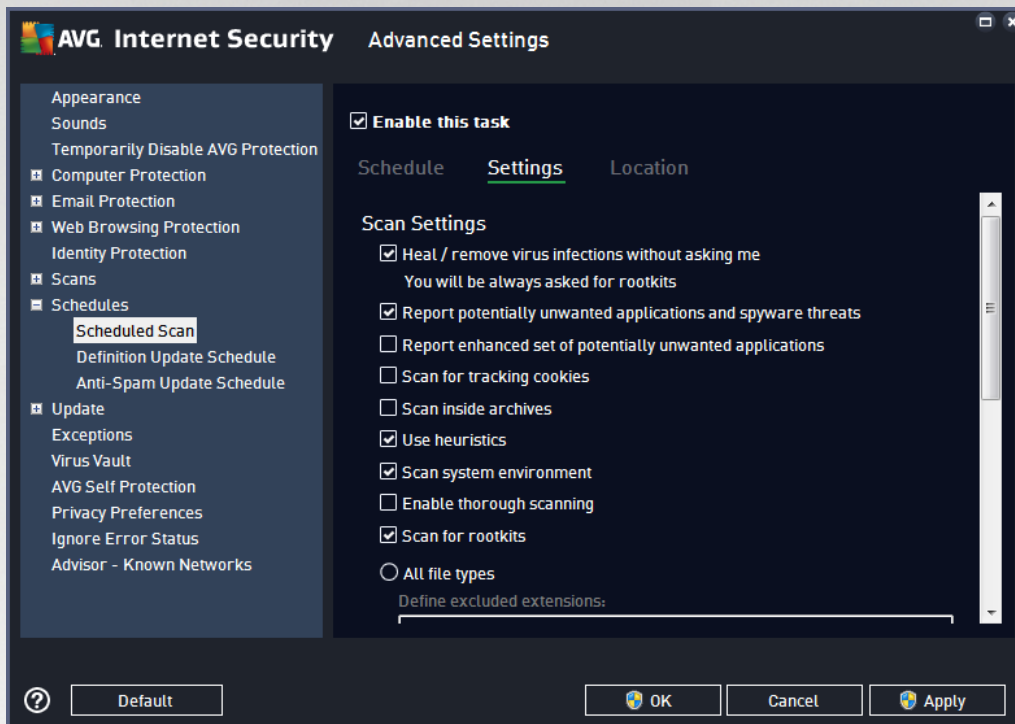 AVG. Internet Security Advanced Settings
Appearance
Sounds
Temporarily Disable AVG Protection
Computer Protection
Email Protection
Web Browsing Protection
Identity Protection
Scans
Schedules
Scheduled Scan
Definition Update Schedule
Anti-Spam Update Schedule
Update
Exceptions
Virus Vault
AVG Self Protection
Privacy Preferences
Ignore Error Status
Advisor - Known Networks
Enable this task
Schedule Settings Location
Scan Settings
Heal / remove virus infections without asking me
You will be always asked for rootkits
Report potentially unwanted applications and spyware threats
Report enhanced set of potentially unwanted applications
Scan for tracking cookies
Scan inside archives
Use heuristics
Scan system environment
Enable thorough scanning
Scan for rootkits
All file types
Define excluded extensions:
? Default OK Cancel Apply